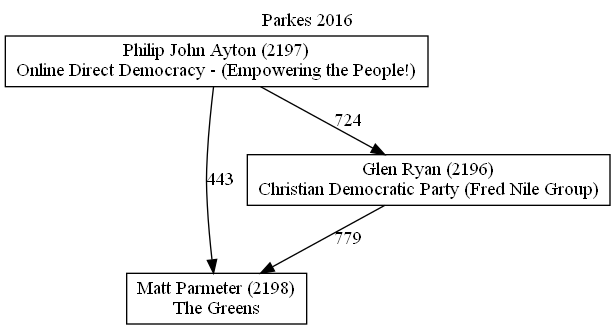 Parkes 2016
Philip John Ayton (2197)
Online Direct Democracy - (Empowering the People!)
724
Glen Ryan (2196)
Christian Democratic Party (Fred Nile Group)
443
779
Matt Parmeter (2198)
The Greens